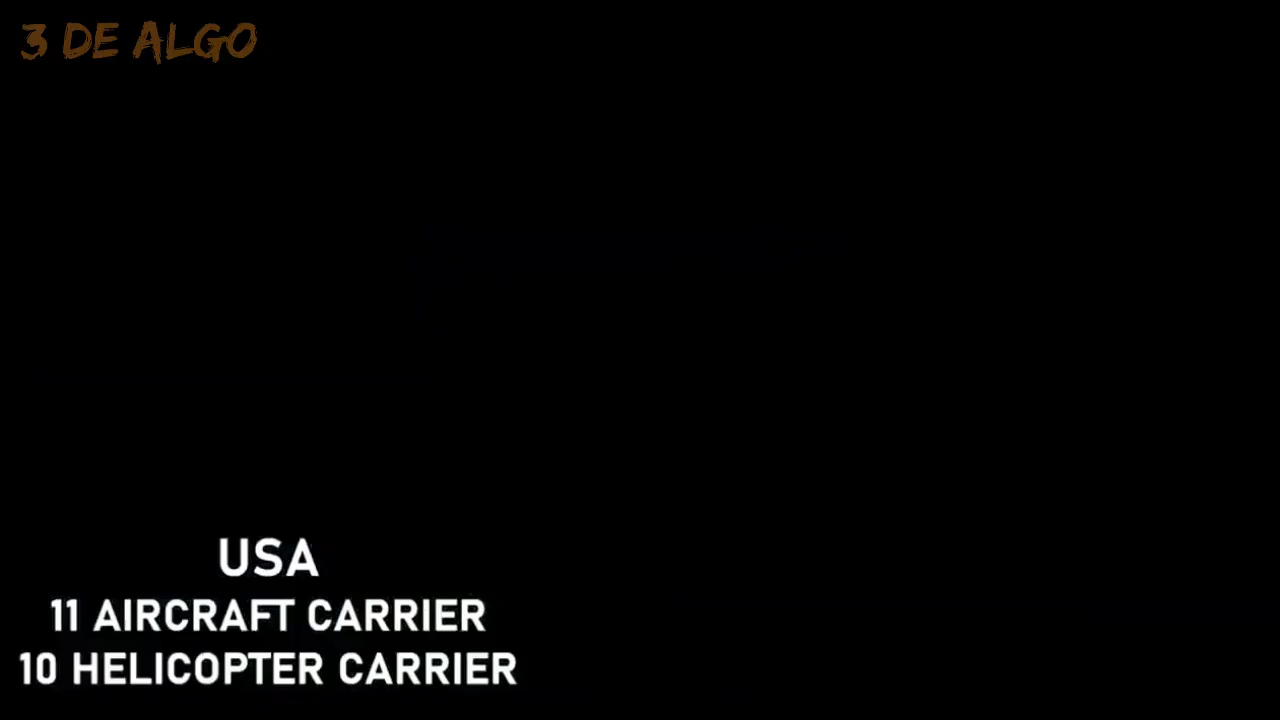 3 DE ALGO
USA
11 AIRCRAFT CARRIER
10 HELICOPTER CARRIER